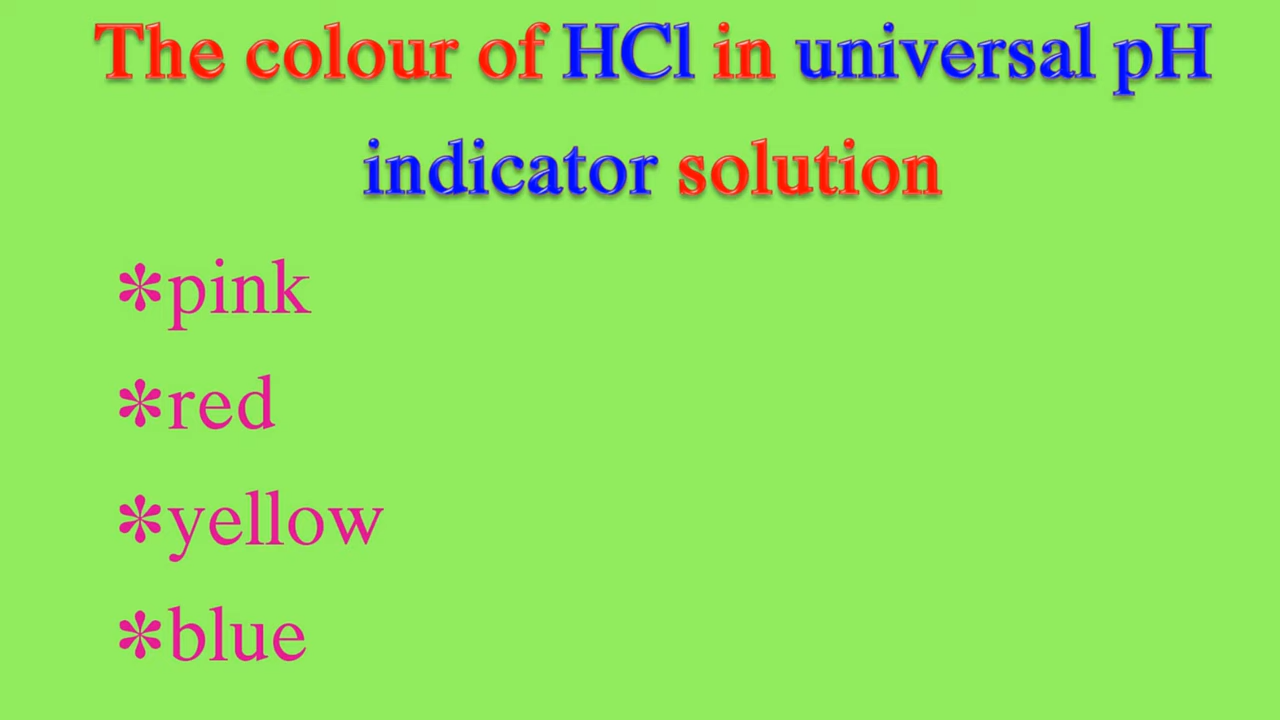 The colour of HCl in universal pH
indicator solution
*pink
*red
*yellow
*blue